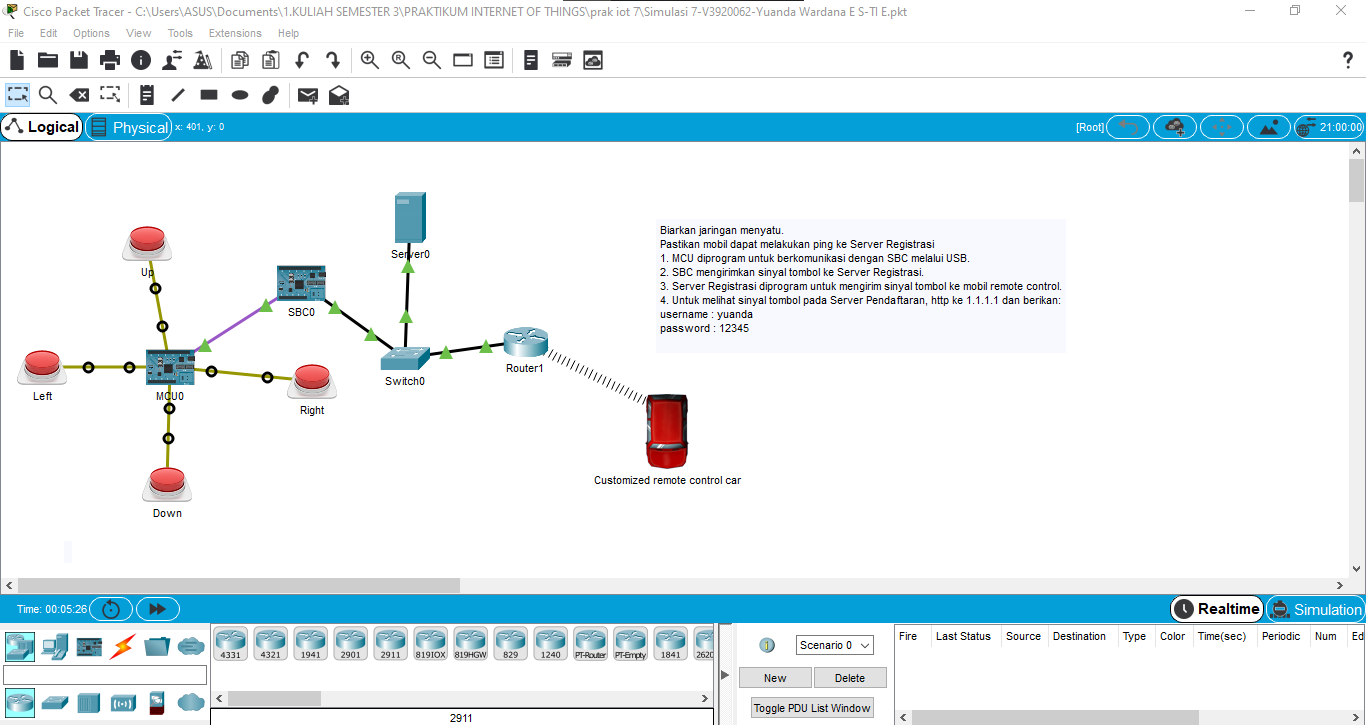 Cisco Packet Tracer - C:\Users\ASUS\Documents\1.KULIAH SEMESTER 3\PRAKTIKUM INTERNET OF THINGS\prak iot 7\Simulasi 7-V3920062-Yuanda Wardana E S-TI E.pkt
File Edit Options View Tools Extensions Help
Logical Physical x: 401, y: 0 [Root] 21:00:00
Server0
Up
SBC0
Switch0
Router1
Left
MCU0
Right
Down
Customized remote control car
Biarkan jaringan menyatu.
Pastikan mobil dapat melakukan ping ke Server Registrasi
1. MCU diprogram untuk berkomunikasi dengan SBC melalui USB.
2. SBC mengirimkan sinyal tombol ke Server Registrasi.
3. Server Registrasi diprogram untuk mengirim sinyal tombol ke mobil remote control.
4. Untuk melihat sinyal tombol pada Server Pendaftaran, http ke 1.1.1.1 dan berikan:
username : yuanda
password : 12345
Time: 00:05:26 Realtime Simulation
4331 4321 1941 2901 2911 819IOX 819HGW 829 1240 PT-Router PT-Empty 1841 2620
2911
Scenario 0
New Delete
Toggle PDU List Window
Fire Last Status Source Destination Type Color Time(sec) Periodic Num Ed